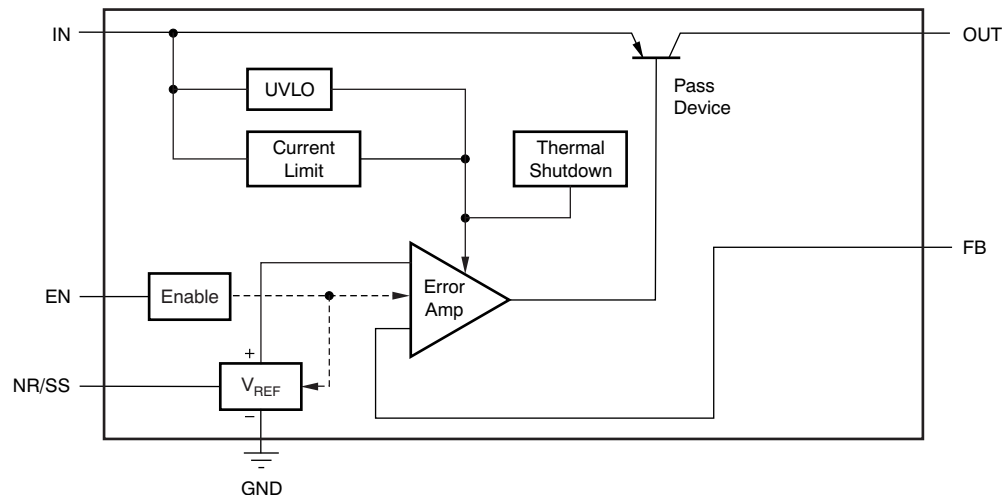 IN
OUT
UVLO
Pass
Device
Current
Limit
Thermal
Shutdown
FB
EN
Enable
Error
Amp
+
NR/SS
VREF
−
GND